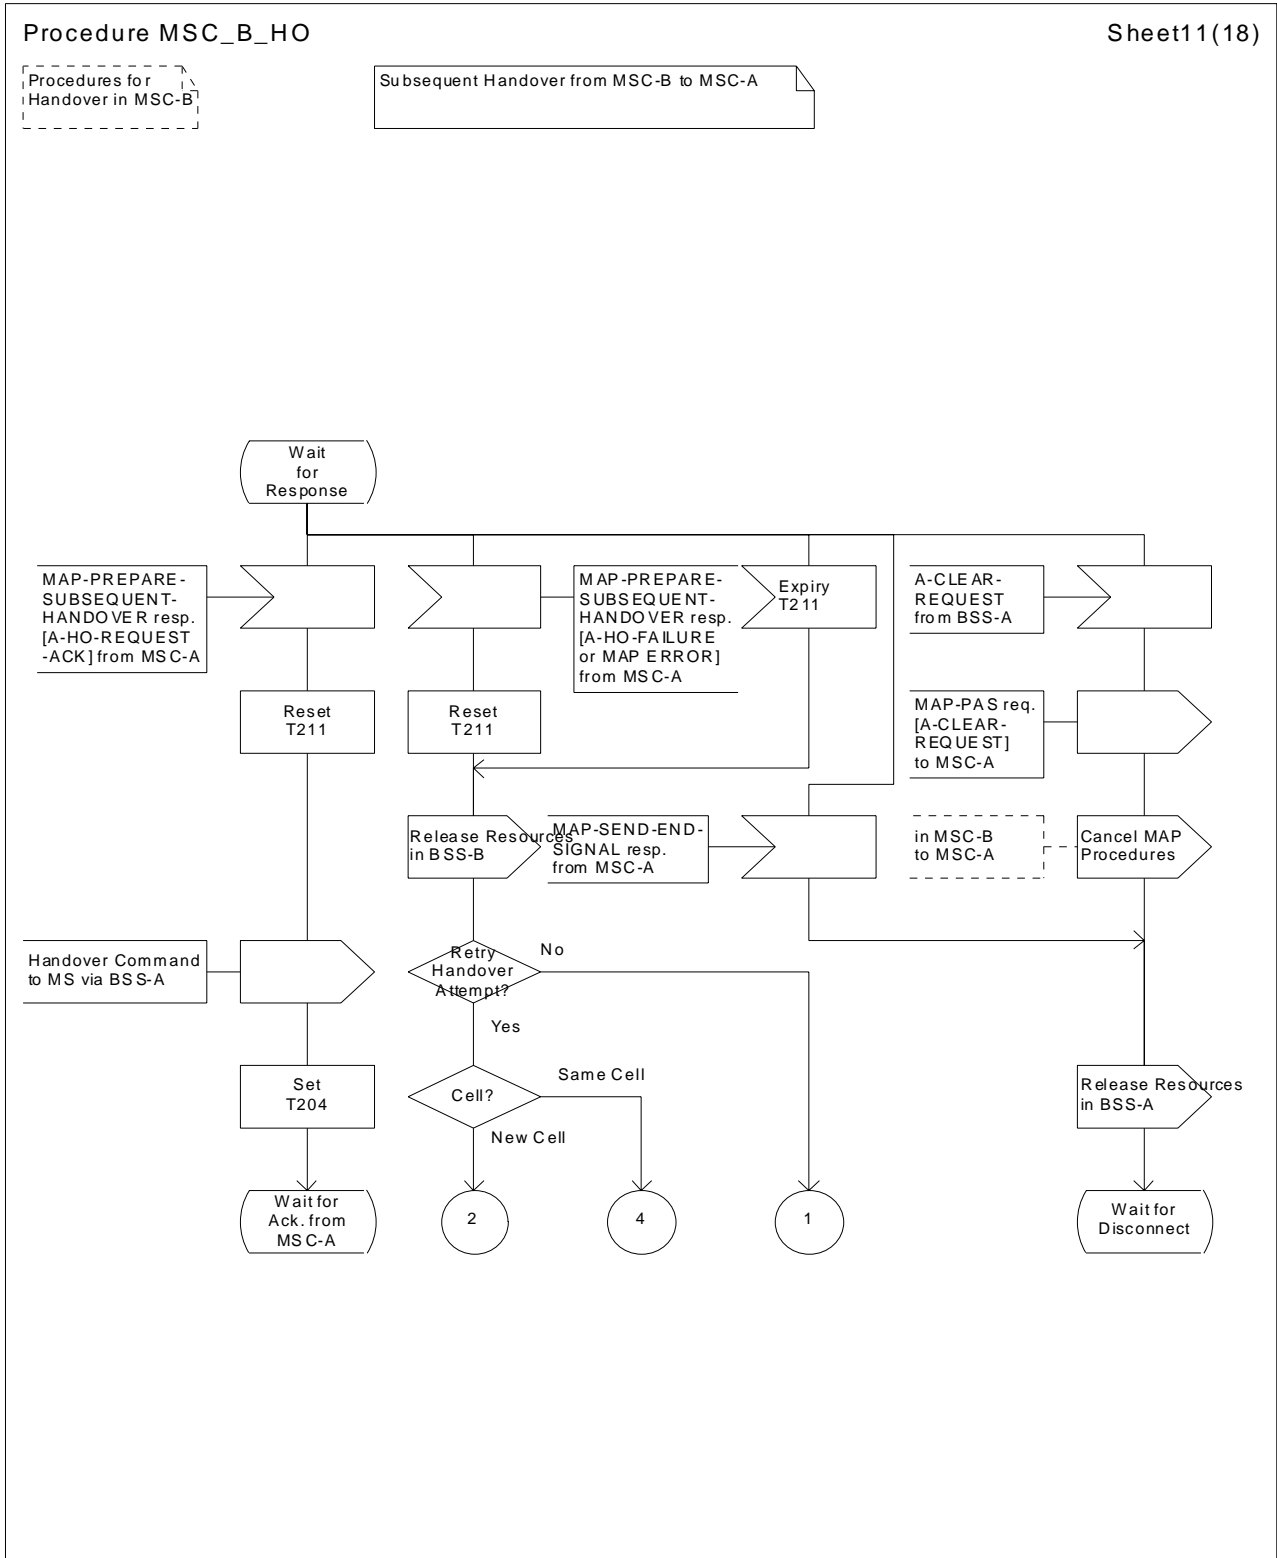 Procedure MSC_B_HO
Sheet11(18)
Procedures for
Handover in MSC-B
Subsequent Handover from MSC-B to MSC-A
Wait
for
Response
MAP-PREPARE-
SUBSEQUENT-
HANDOVER resp.
[A-HO-REQUEST
-ACK] from MSC-A
MAP-PREPARE-
SUBSEQUENT-
HANDOVER resp.
[A-HO-FAILURE
or MAP ERROR]
from MSC-A
Expiry
T211
A-CLEAR-
REQUEST
from BSS-A
Reset
T211
Reset
T211
MAP-PAS req.
[A-CLEAR-
REQUEST]
to MSC-A
Release Resources
in BSS-B
MAP-SEND-END-
SIGNAL resp.
from MSC-A
in MSC-B
to MSC-A
Cancel MAP
Procedures
Handover Command
to MS via BSS-A
Retry
Handover
Attempt?
No
Yes
Set
T204
Cell?
Same Cell
New Cell
Release Resources
in BSS-A
Wait for
Ack. from
MSC-A
2
4
1
Wait for
Disconnect